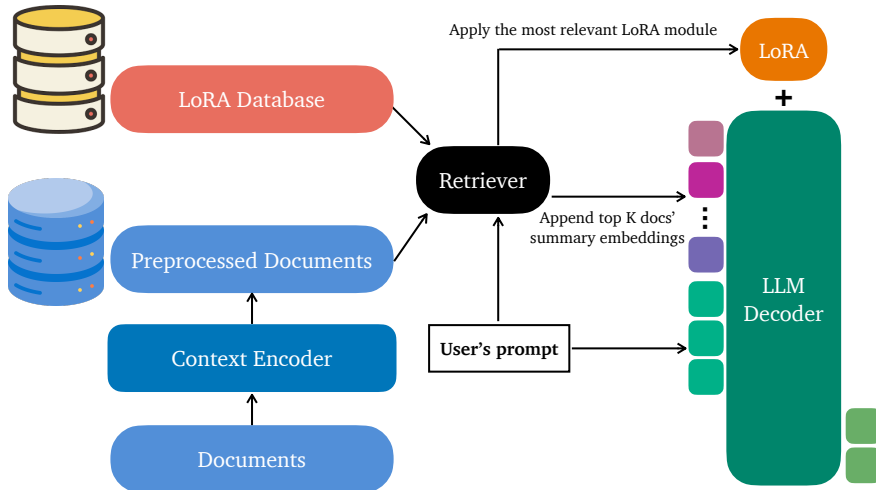 Apply the most relevant LoRA module
LoRA
+
LoRA Database
Retriever
Append top K docs'
summary embeddings
Preprocessed Documents
LLM
Decoder
User's prompt
Context Encoder
Documents